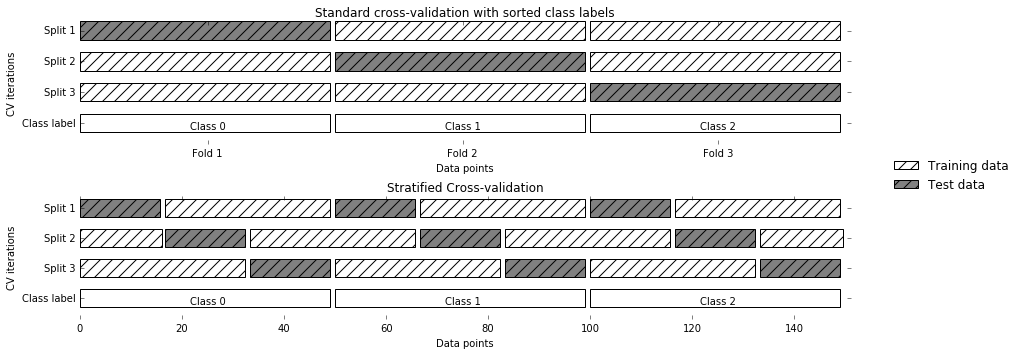 Standard cross-validation with sorted class labels
CV iterations
Split 1
Split 2
Split 3
Class label
Class 0 Class 1 Class 2
Fold 1 Fold 2 Fold 3
Data points
Training data
Test data
Stratified Cross-validation
CV iterations
Split 1
Split 2
Split 3
Class label
Class 0 Class 1 Class 2
0 20 40 60 80 100 120 140
Data points